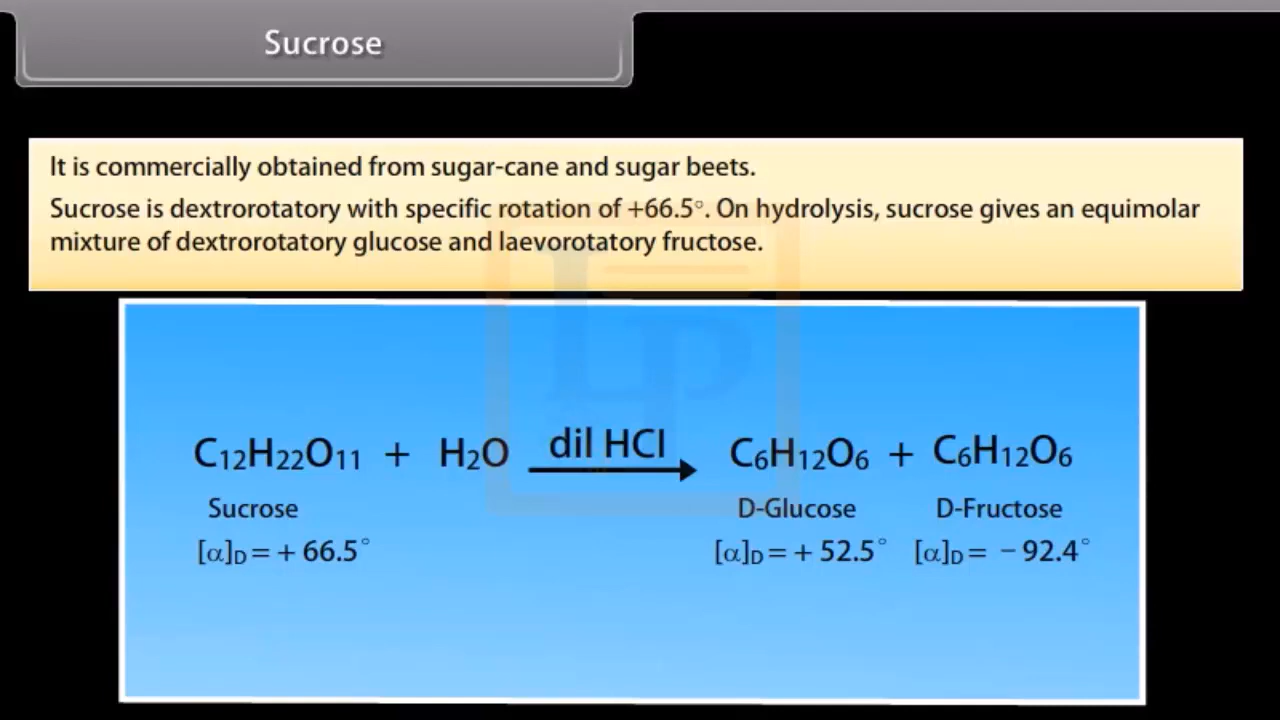 Sucrose
It is commercially obtained from sugar-cane and sugar beets.
Sucrose is dextrorotatory with specific rotation of +66.5°. On hydrolysis, sucrose gives an equimolar
mixture of dextrorotatory glucose and laevorotatory fructose.
C₁₂H₂₂O₁₁ + H₂O dil HCl C₆H₁₂O₆ + C₆H₁₂O₆
Sucrose D-Glucose D-Fructose
[α]D = + 66.5° [α]D = + 52.5° [α]D = − 92.4°
LP